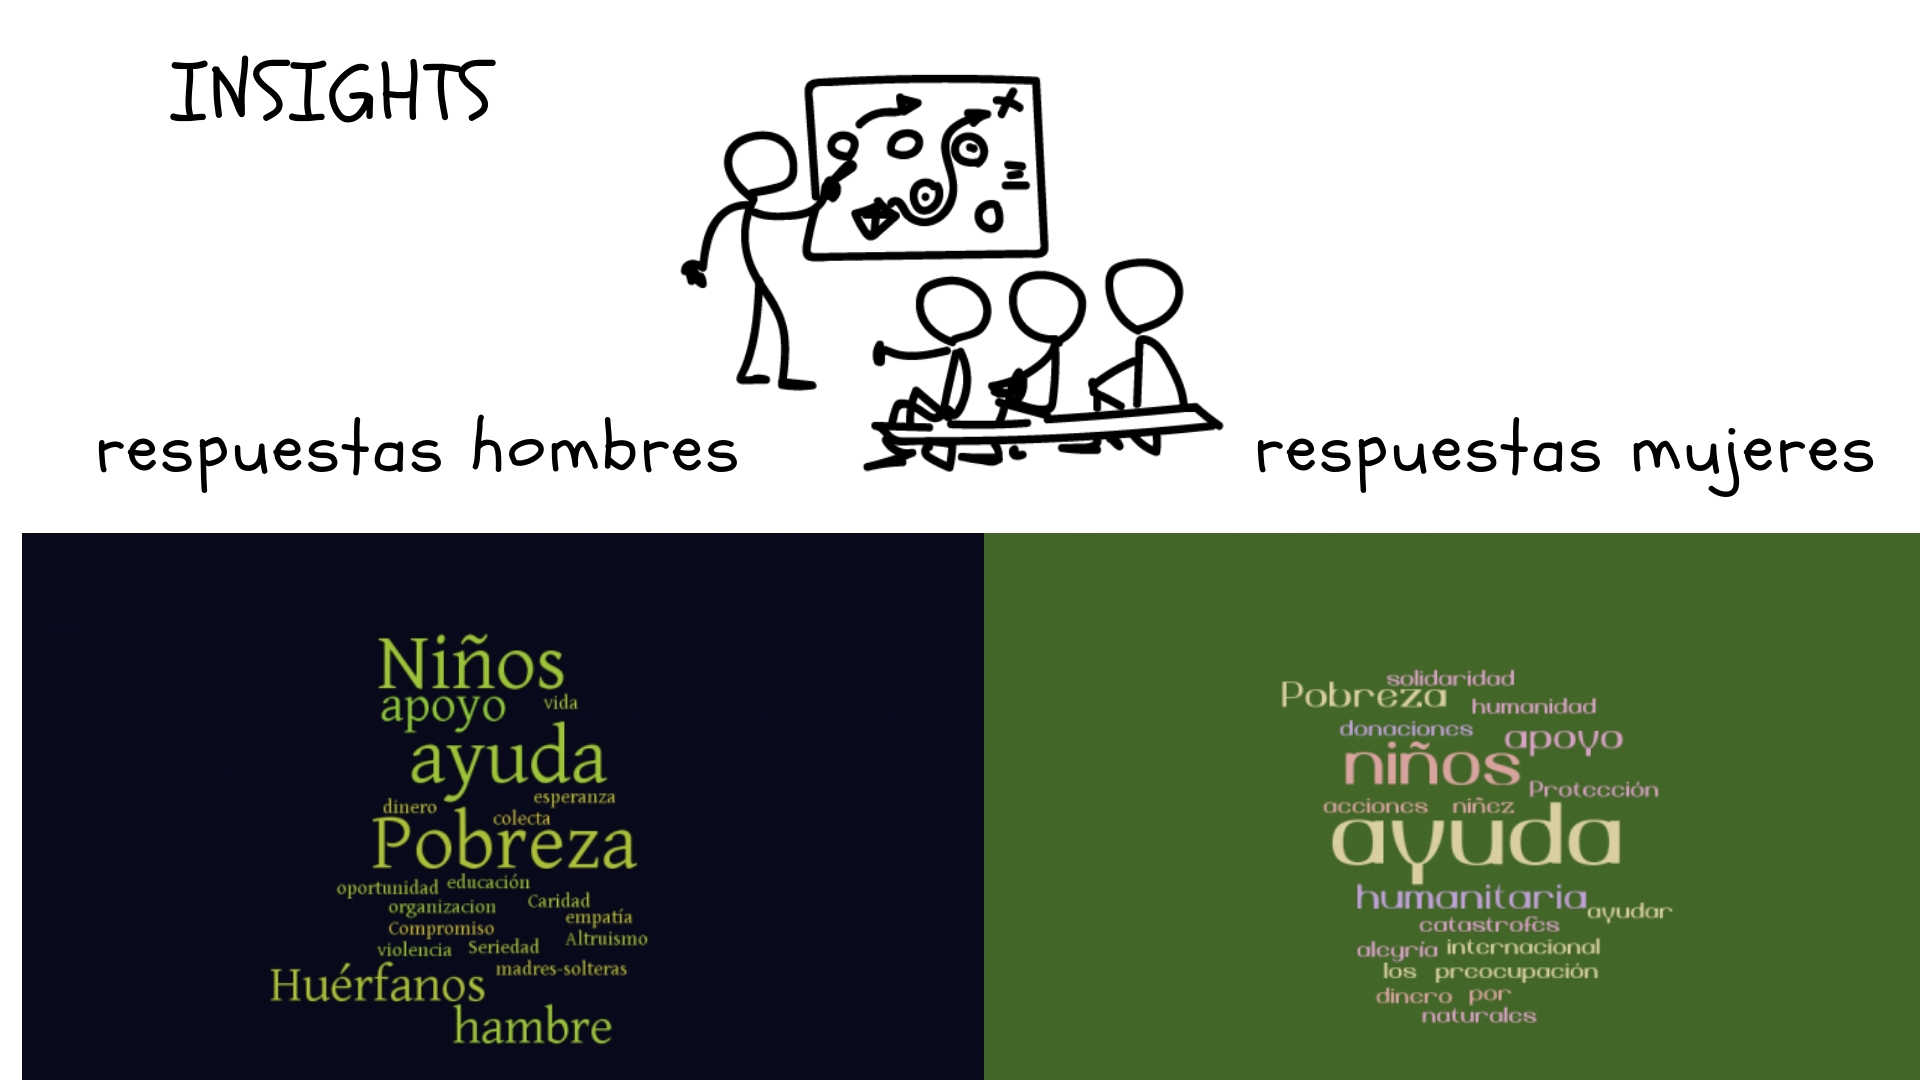 INSIGHTS
respuestas hombres
respuestas mujeres
Niños
apoyo vida
ayuda
dinero esperanza
colecta
Pobreza
oportunidad educación
organizacion Caridad
empatía
Compromiso
violencia Seriedad Altruismo
madres-solteras
Huérfanos
hambre
solidaridad
Pobreza humanidad
donaciones apoyo
niños
Protección
acciones niñez
ayuda
humanitaria ayudar
catastrofes
alegría internacional
los preocupación
dinero por
naturales